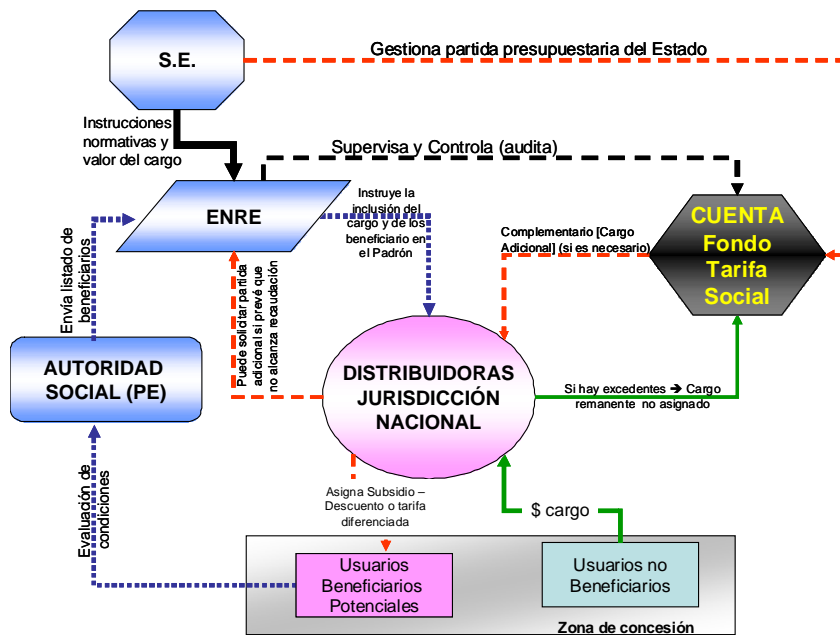 S.E.
Gestiona partida presupuestaria del Estado
Instrucciones
normativas y
valor del cargo
Supervisa y Controla (audita)
ENRE
Instruye la
inclusión del
cargo y de los
beneficiario en
el Padrón
Complementario [Cargo
Adicional] (si es necesario)
CUENTA
Fondo
Tarifa
Social
Envía listado de
beneficiarios
Puede solicitar partida
adicional si prevé que
no alcanza recaudación
AUTORIDAD
SOCIAL (PE)
DISTRIBUIDORAS
JURISDICCIÓN
NACIONAL
Si hay excedentes ➔ Cargo
remanente no asignado
Evaluación de
condiciones
Asigna Subsidio –
Descuento o tarifa
diferenciada
$ cargo
Usuarios
Beneficiarios
Potenciales
Usuarios no
Beneficiarios
Zona de concesión